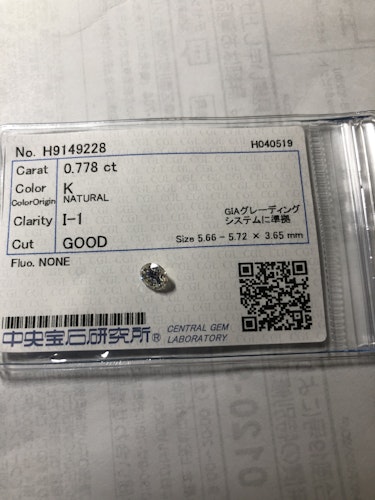 No. H9149228 H040519
Carat 0.778 ct
Color K
ColorOrigin NATURAL
Clarity I-1 GIAグレーディング
システムに準拠
Cut GOOD Size 5.66 - 5.72 × 3.65 mm
Fluo. NONE
中央宝石研究所® CENTRAL GEM
LABORATORY